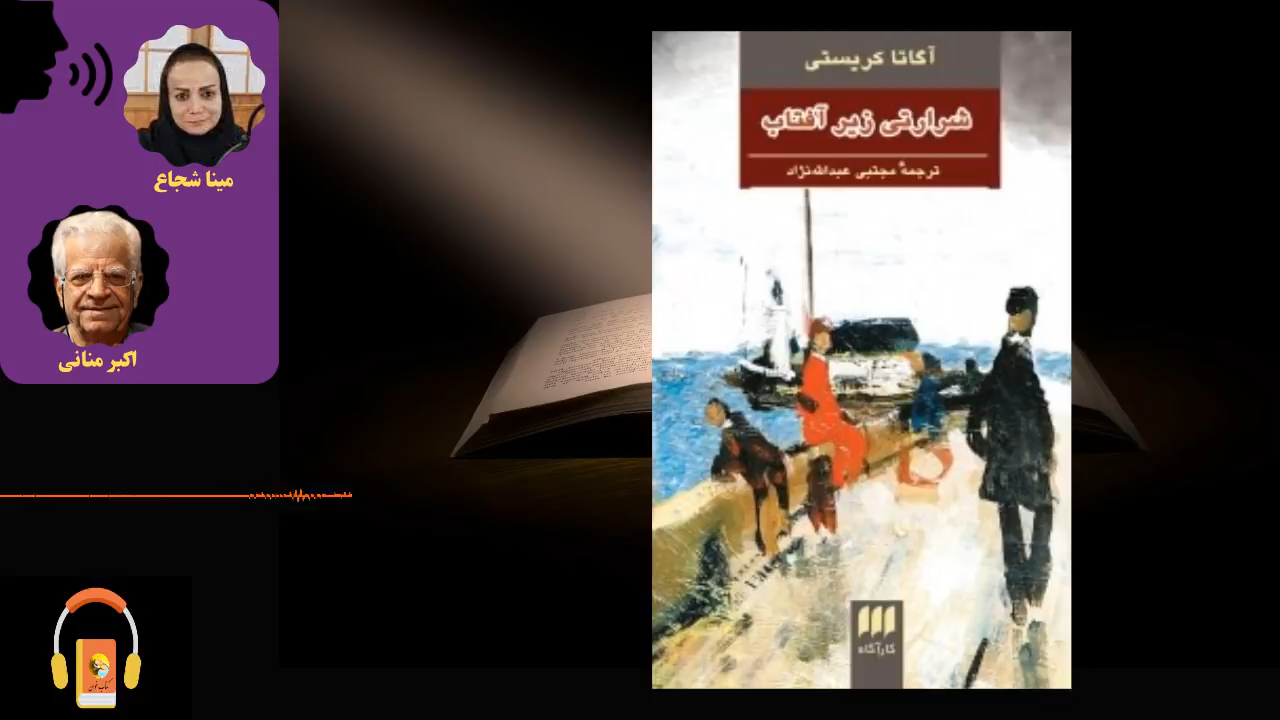 مینا شجاع
اکبر منانی
آگاتا کریستی
شرارتی زیر آفتاب
ترجمهٔ مجتبی عبدالله‌نژاد
کارآگاه